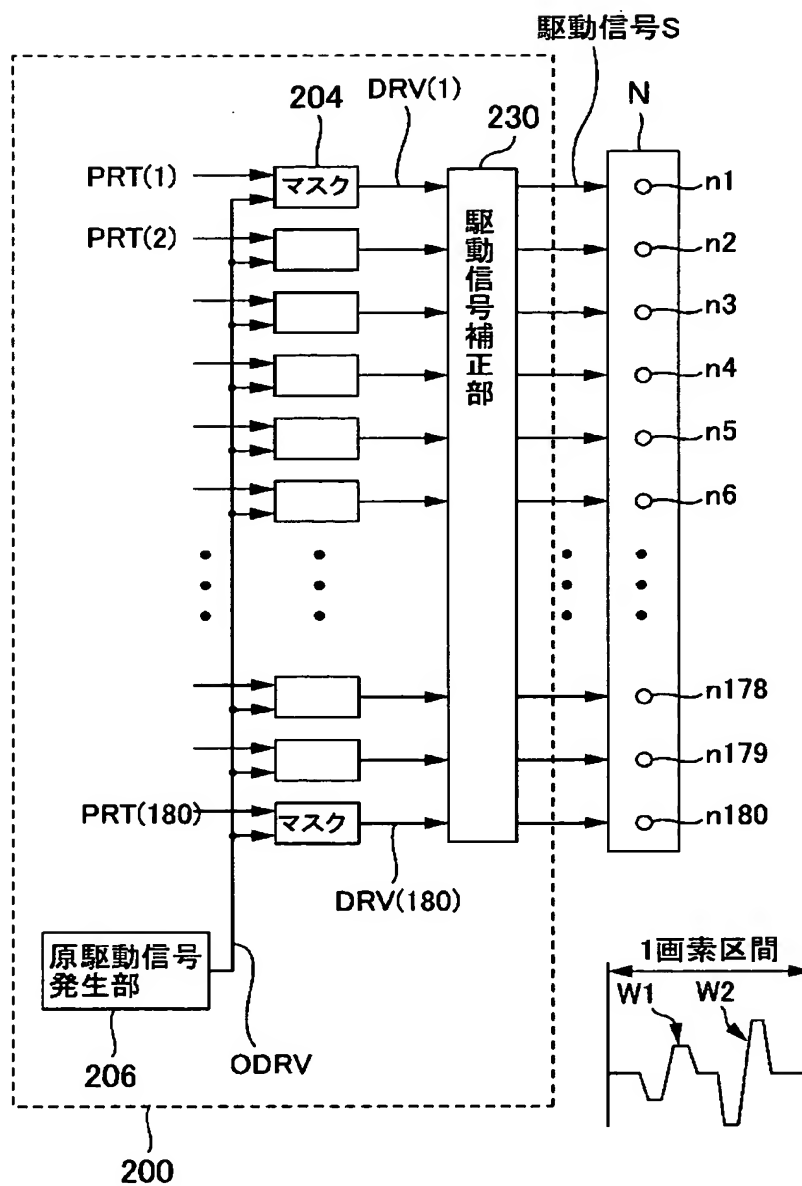 駆動信号S
204
DRV(1)
230
N
PRT(1)
マスク
n1
PRT(2)
n2
n3
n4
n5
n6
駆動信号補正部
n178
n179
PRT(180)
マスク
n180
DRV(180)
原駆動信号
発生部
206
ODRV
200
1画素区間
W1
W2